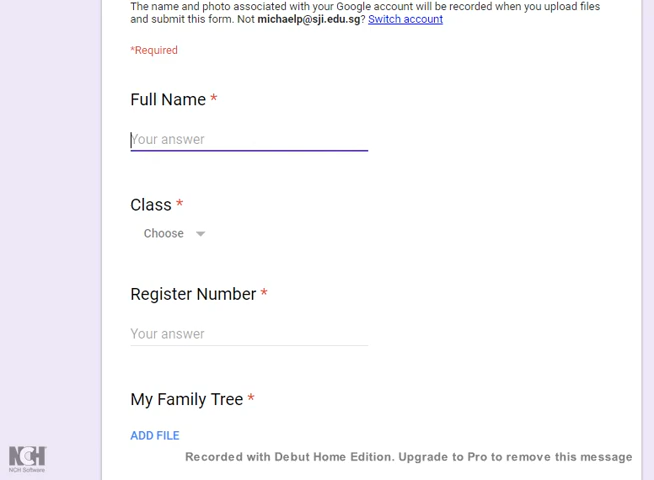 The name and photo associated with your Google account will be recorded when you upload files
and submit this form. Not michaelp@sji.edu.sg? Switch account
*Required
Full Name *
Your answer
Class *
Choose
Register Number *
Your answer
My Family Tree *
ADD FILE
Recorded with Debut Home Edition. Upgrade to Pro to remove this message
NCH
NCH Software